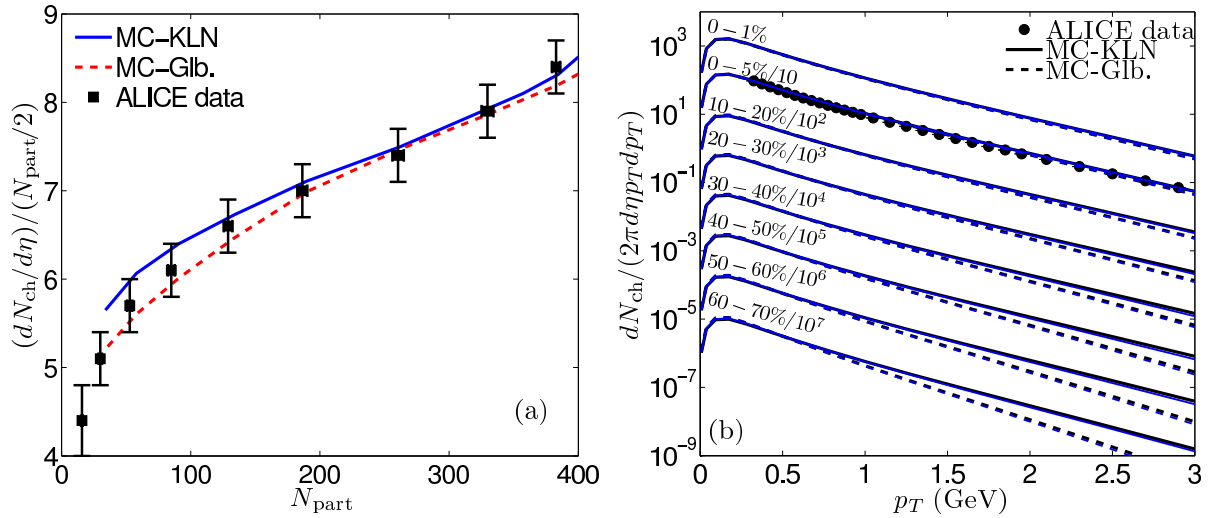 9
8
7
6
5
4
(dN_ch/dη)/(N_part/2)
MC-KLN
MC-Glb.
ALICE data
(a)
0 100 200 300 400
N_part
10^3
10^1
10^-1
10^-3
10^-5
10^-7
10^-9
dN_ch/(2πdηp_T dp_T)
ALICE data
MC-KLN
MC-Glb.
0 − 1%
0 − 5%/10
10 − 20%/10^2
20 − 30%/10^3
30 − 40%/10^4
40 − 50%/10^5
50 − 60%/10^6
60 − 70%/10^7
(b)
0 0.5 1 1.5 2 2.5 3
p_T (GeV)